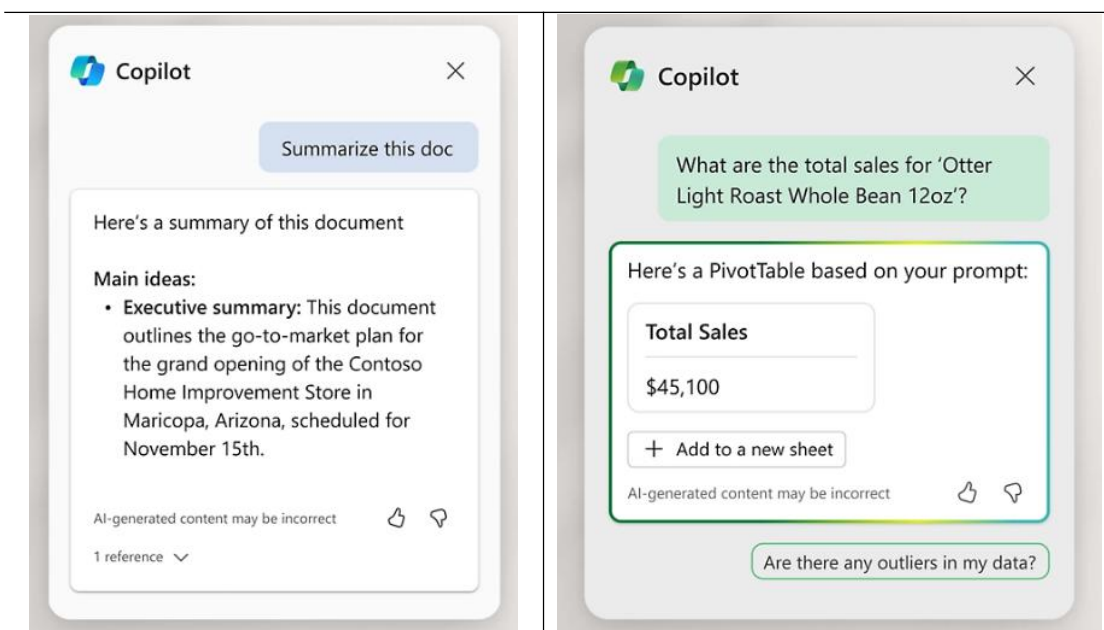 Copilot
Summarize this doc
Here's a summary of this document
Main ideas:
• Executive summary: This document
outlines the go-to-market plan for
the grand opening of the Contoso
Home Improvement Store in
Maricopa, Arizona, scheduled for
November 15th.
AI-generated content may be incorrect
1 reference
Copilot
What are the total sales for ‘Otter
Light Roast Whole Bean 12oz’?
Here's a PivotTable based on your prompt:
Total Sales
$45,100
+ Add to a new sheet
AI-generated content may be incorrect
Are there any outliers in my data?